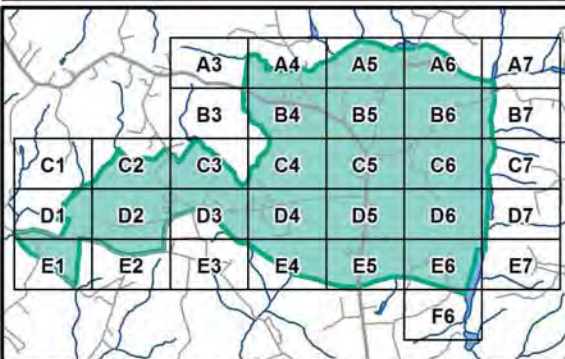 A3 A4 A5 A6 A7
B3 B4 B5 B6 B7
C1 C2 C3 C4 C5 C6 C7
D1 D2 D3 D4 D5 D6 D7
E1 E2 E3 E4 E5 E6 E7
F6